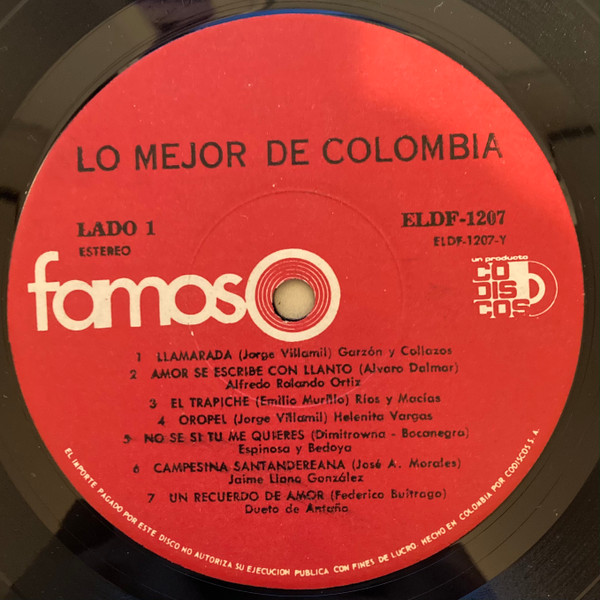 LO MEJOR DE COLOMBIA
LADO 1
ESTEREO
ELDF-1207
ELDF-1207-Y
famoso
un producto
CO
DIS
COS
1 LLAMARADA (Jorge Villamil) Garzón y Collazos
2 AMOR SE ESCRIBE CON LLANTO (Alvaro Dalmar)
Alfredo Rolando Ortiz
3 EL TRAPICHE (Emilio Murillo) Ríos y Macías
4 OROPEL (Jorge Villamil) Helenita Vargas
5 NO SE SI TU ME QUIERES (Dimitrowna - Bocanegra)
Espinosa y Bedoya
6 CAMPESINA SANTANDEREANA (José A. Morales)
Jaime Llano González
7 UN RECUERDO DE AMOR (Federico Buitrago)
Dueto de Antaño
EL IMPORTE PAGADO POR ESTE DISCO NO AUTORIZA SU EJECUCION PUBLICA CON FINES DE LUCRO. HECHO EN COLOMBIA POR CODISCOS S.A.